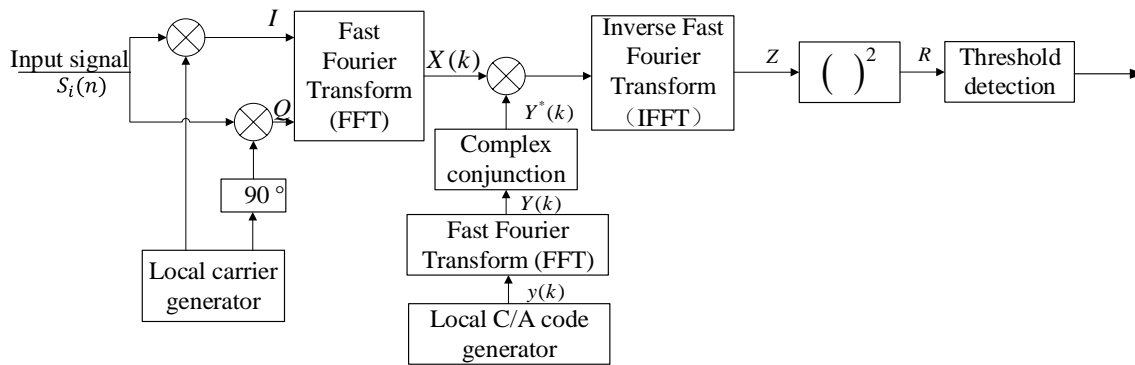 Input signal
S_i(n)
I
Q
90°
Local carrier
generator
Fast
Fourier
Transform
(FFT)
X(k)
Y*(k)
Complex
conjunction
Y(k)
Fast Fourier
Transform (FFT)
y(k)
Local C/A code
generator
Inverse Fast
Fourier
Transform
（IFFT）
Z
( )²
R
Threshold
detection